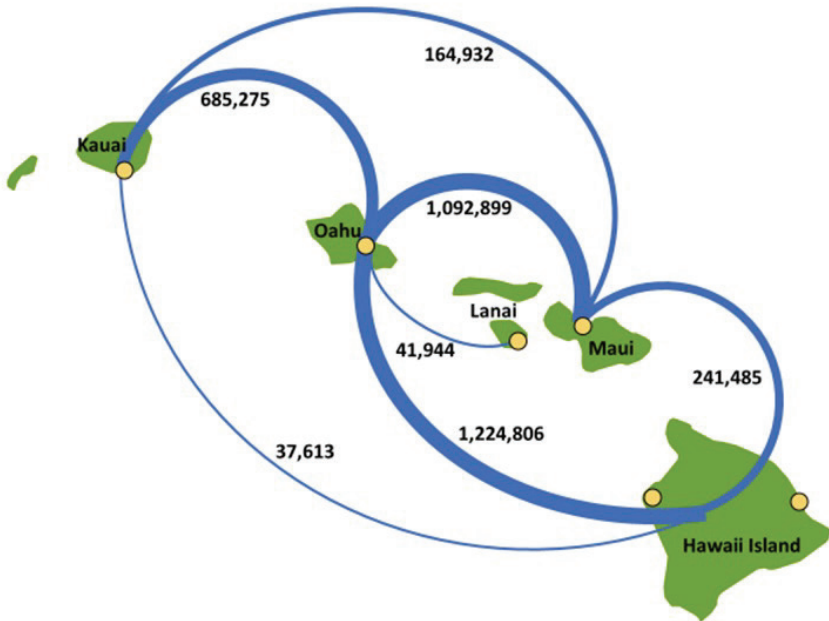 164,932
685,275
Kauai
1,092,899
Oahu
Lanai
Maui
41,944
241,485
1,224,806
37,613
Hawaii Island